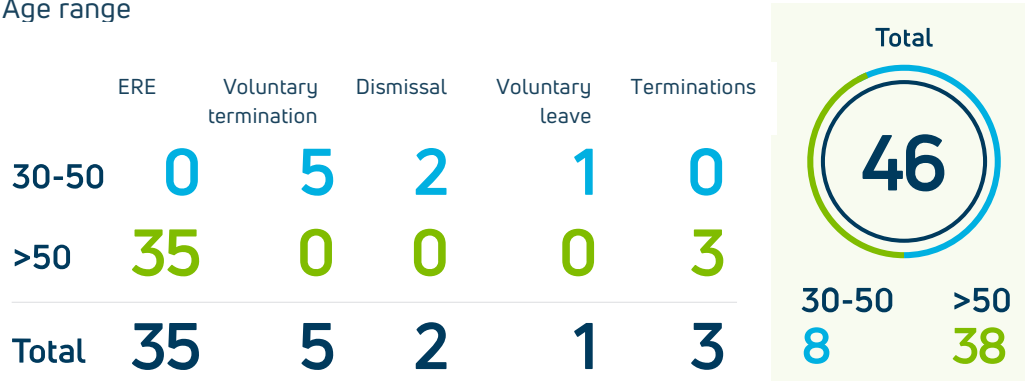 Age range
ERE Voluntary termination Dismissal Voluntary leave Terminations
30-50 0 5 2 1 0
>50 35 0 0 0 3
Total 35 5 2 1 3
Total
46
30-50 >50
8 38